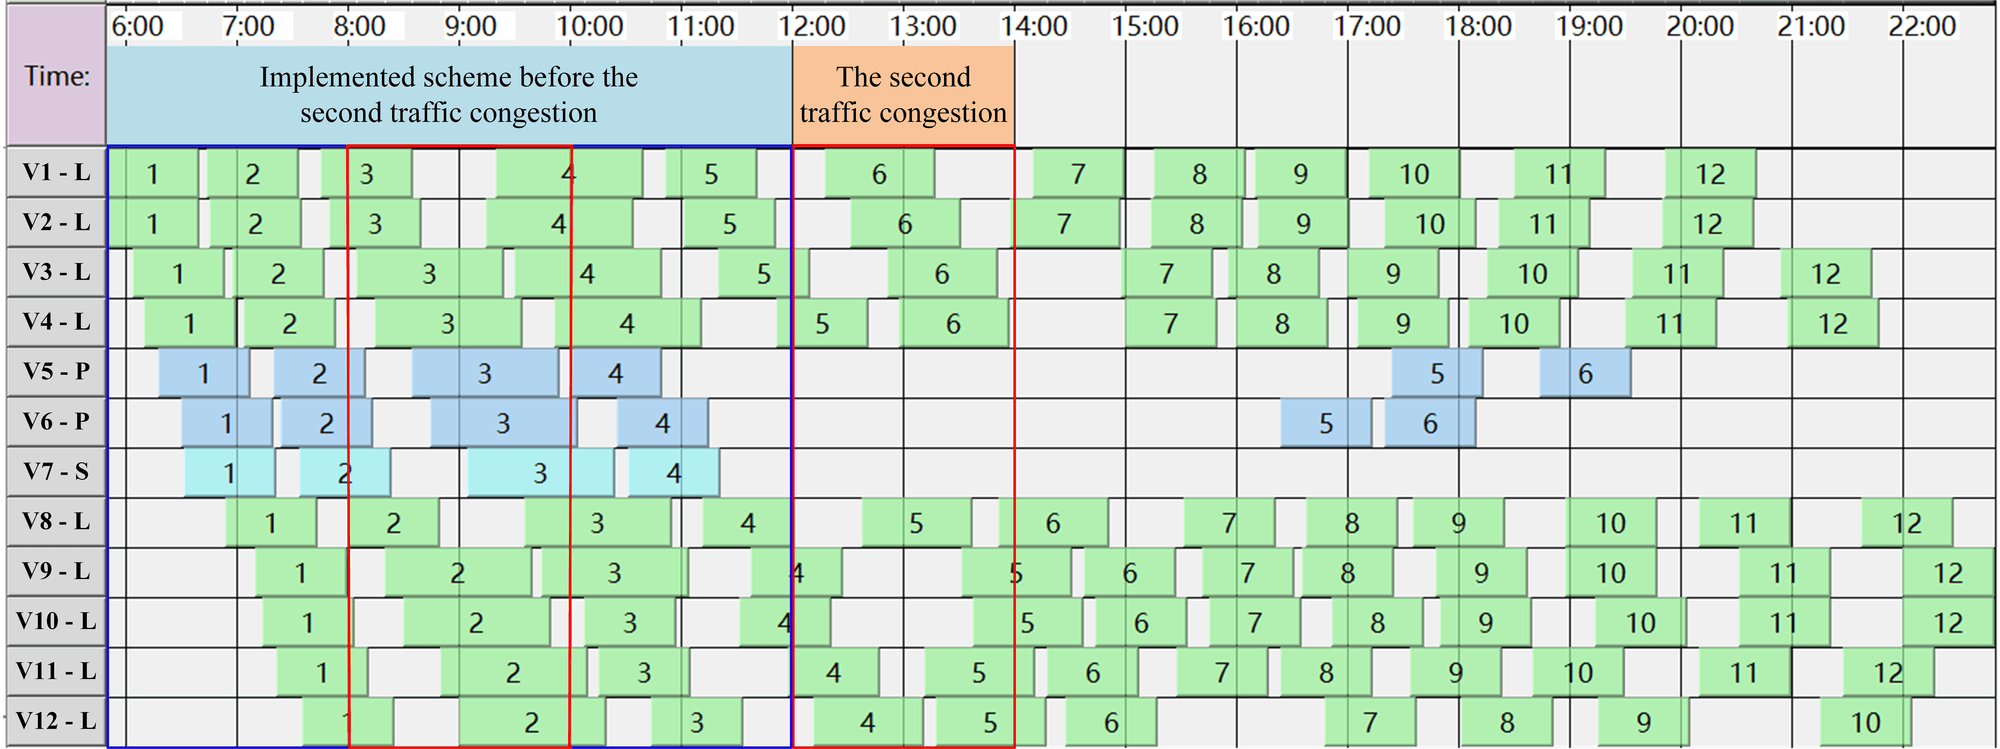 6:00 7:00 8:00 9:00 10:00 11:00 12:00 13:00 14:00 15:00 16:00 17:00 18:00 19:00 20:00 21:00 22:00
Time:
Implemented scheme before the
second traffic congestion
The second
traffic congestion
V1 - L 1 2 3 4 5 6 7 8 9 10 11 12
V2 - L 1 2 3 4 5 6 7 8 9 10 11 12
V3 - L 1 2 3 4 5 6 7 8 9 10 11 12
V4 - L 1 2 3 4 5 6 7 8 9 10 11 12
V5 - P 1 2 3 4 5 6
V6 - P 1 2 3 4 5 6
V7 - S 1 2 3 4
V8 - L 1 2 3 4 5 6 7 8 9 10 11 12
V9 - L 1 2 3 4 5 6 7 8 9 10 11 12
V10 - L 1 2 3 4 5 6 7 8 9 10 11 12
V11 - L 1 2 3 4 5 6 7 8 9 10 11 12
V12 - L 1 2 3 4 5 6 7 8 9 10